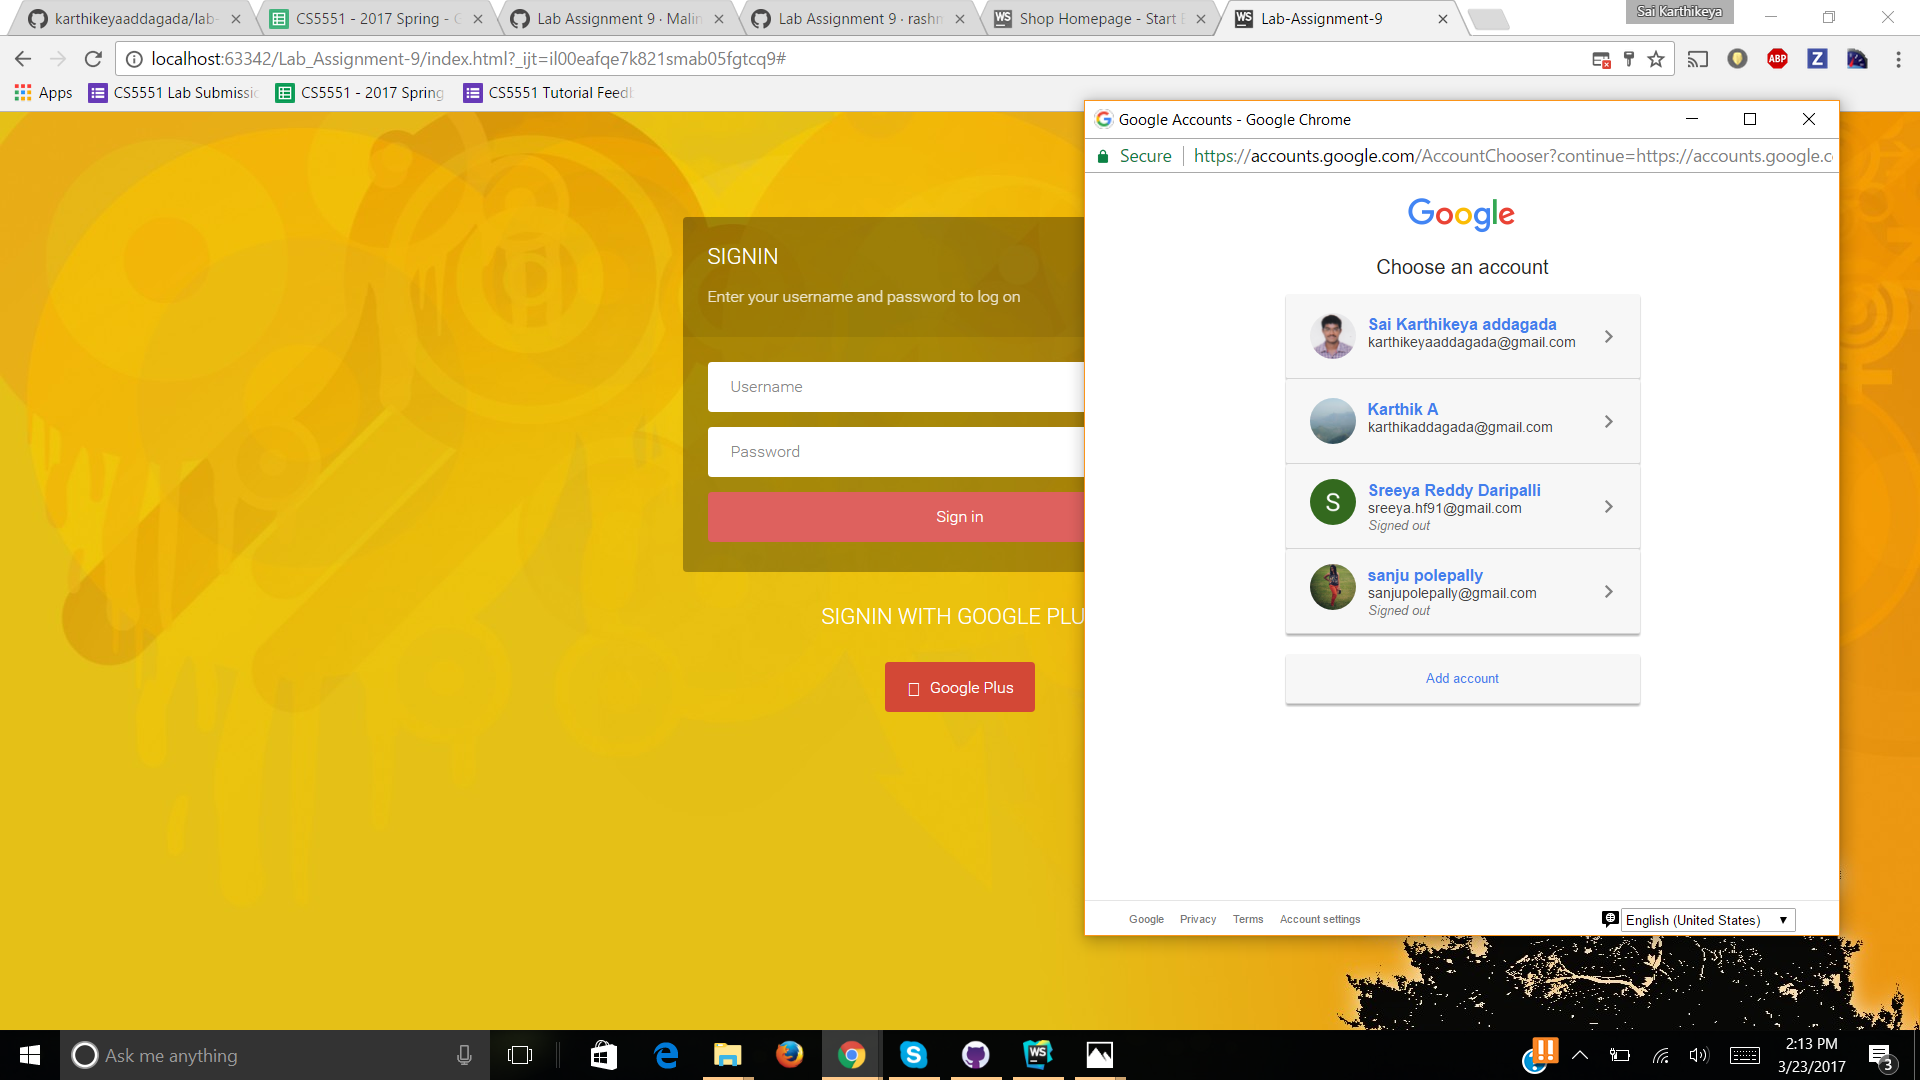 karthikeyaaddagada/lab-
CS5551 - 2017 Spring -
Lab Assignment 9 · Malin
Lab Assignment 9 · rashm
WS
Shop Homepage - Start
WS
Lab-Assignment-9
Sai Karthikeya
localhost:63342/Lab_Assignment-9/index.html?_ijt=il00eafqe7k821smab05fgtcq9#
ABP
Z
Apps
CS5551 Lab Submissi
CS5551 - 2017 Spring
CS5551 Tutorial Feed
Google Accounts - Google Chrome
Secure
https://accounts.google.com/AccountChooser?continue=https://accounts.google.c
Google
Choose an account
Sai Karthikeya addagada
karthikeyaaddagada@gmail.com
Karthik A
karthikaddagada@gmail.com
S
Sreeya Reddy Daripalli
sreeya.hf91@gmail.com
Signed out
sanju polepally
sanjupolepally@gmail.com
Signed out
Add account
Google
Privacy
Terms
Account settings
English (United States)
SIGNIN
Enter your username and password to log on
Username
Password
Sign in
SIGNIN WITH GOOGLE PLU
Google Plus
Ask me anything
WS
2:13 PM
3/23/2017
3